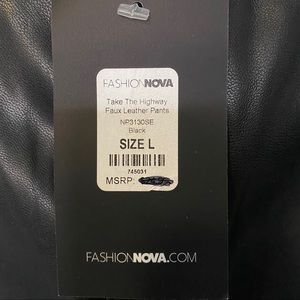 FASHIONNOVA
Take The Highway
Faux Leather Pants
NP3130SE
Black
SIZE L
745031
MSRP:
FASHIONNOVA.COM